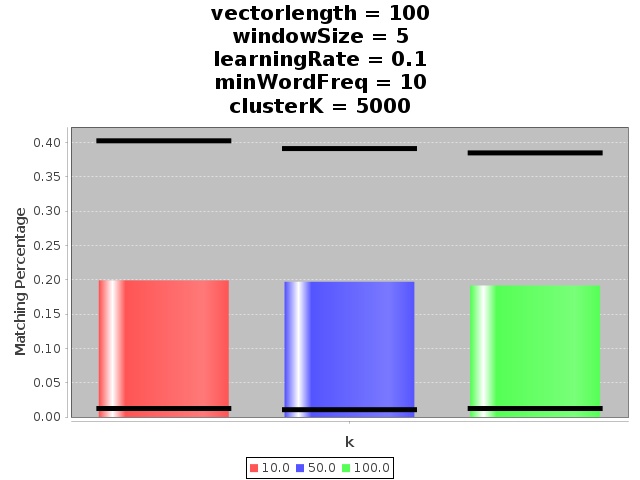 vectorlength = 100
windowSize = 5
learningRate = 0.1
minWordFreq = 10
clusterK = 5000
0.40
0.35
0.30
0.25
0.20
0.15
0.10
0.05
0.00
Matching Percentage
k
10.0 50.0 100.0